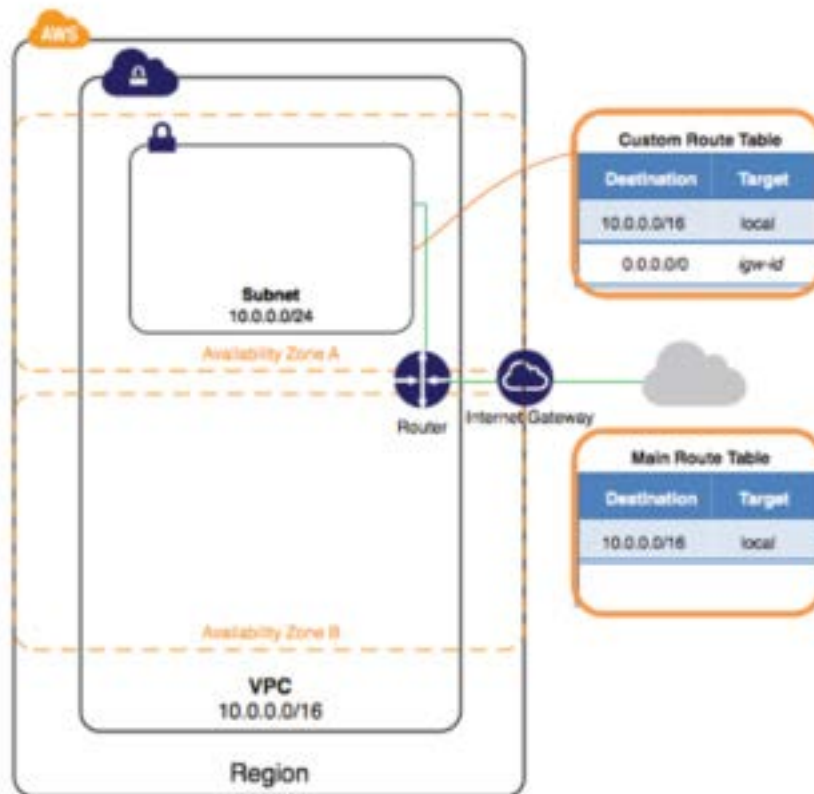 AWS
Subnet
10.0.0.0/24
Availability Zone A
Router
Internet Gateway
Availability Zone B
VPC
10.0.0.0/16
Region
Custom Route Table
Destination Target
10.0.0.0/16 local
0.0.0.0/0 igw-id
Main Route Table
Destination Target
10.0.0.0/16 local